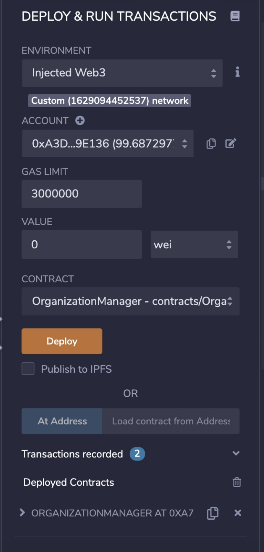 DEPLOY & RUN TRANSACTIONS
ENVIRONMENT
Injected Web3
Custom (1629094452537) network
ACCOUNT
0xA3D...9E136 (99.687297
GAS LIMIT
3000000
VALUE
0 wei
CONTRACT
OrganizationManager - contracts/Orga
Deploy
Publish to IPFS
OR
At Address Load contract from Address
Transactions recorded 2
Deployed Contracts
ORGANIZATIONMANAGER AT 0XA7